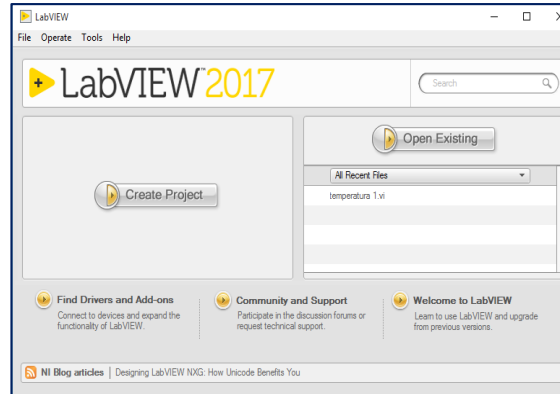 LabVIEW
File Operate Tools Help
LabVIEW™ 2017
Search
Create Project
Open Existing
All Recent Files
temperatura 1.vi
Find Drivers and Add-ons
Connect to devices and expand the
functionality of LabVIEW.
Community and Support
Participate in the discussion forums or
request technical support.
Welcome to LabVIEW
Learn to use LabVIEW and upgrade
from previous versions.
NI Blog articles | Designing LabVIEW NXG: How Unicode Benefits You